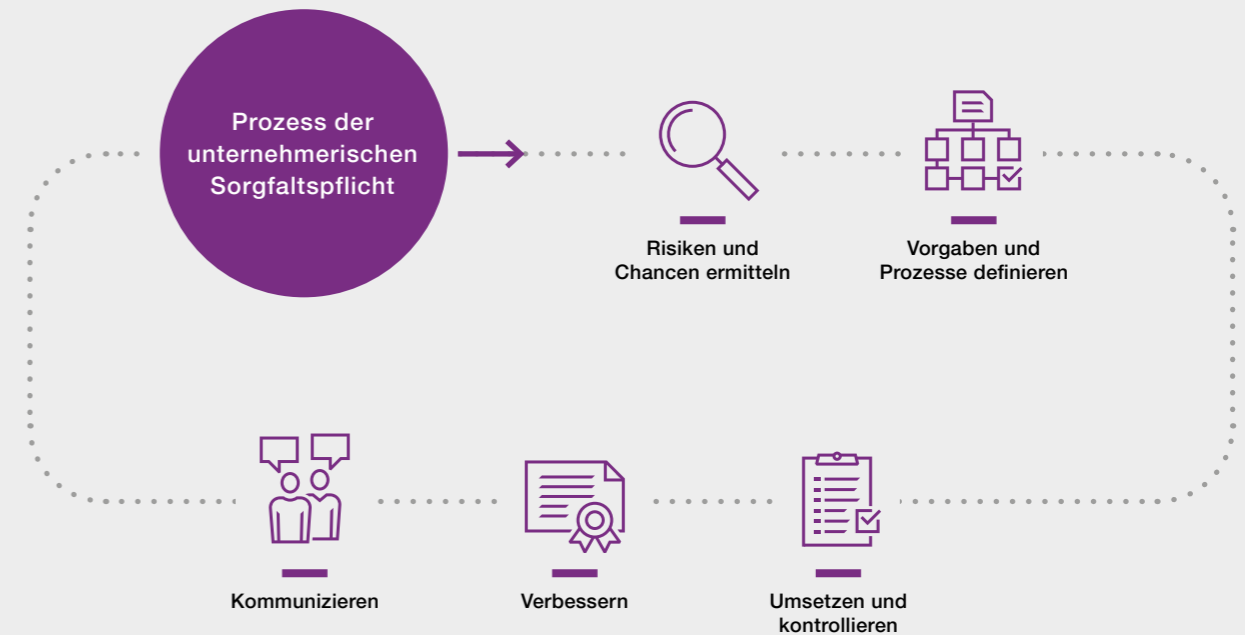 Prozess der
unternehmerischen
Sorgfaltspflicht
Risiken und
Chancen ermitteln
Vorgaben und
Prozesse definieren
Kommunizieren
Verbessern
Umsetzen und
kontrollieren